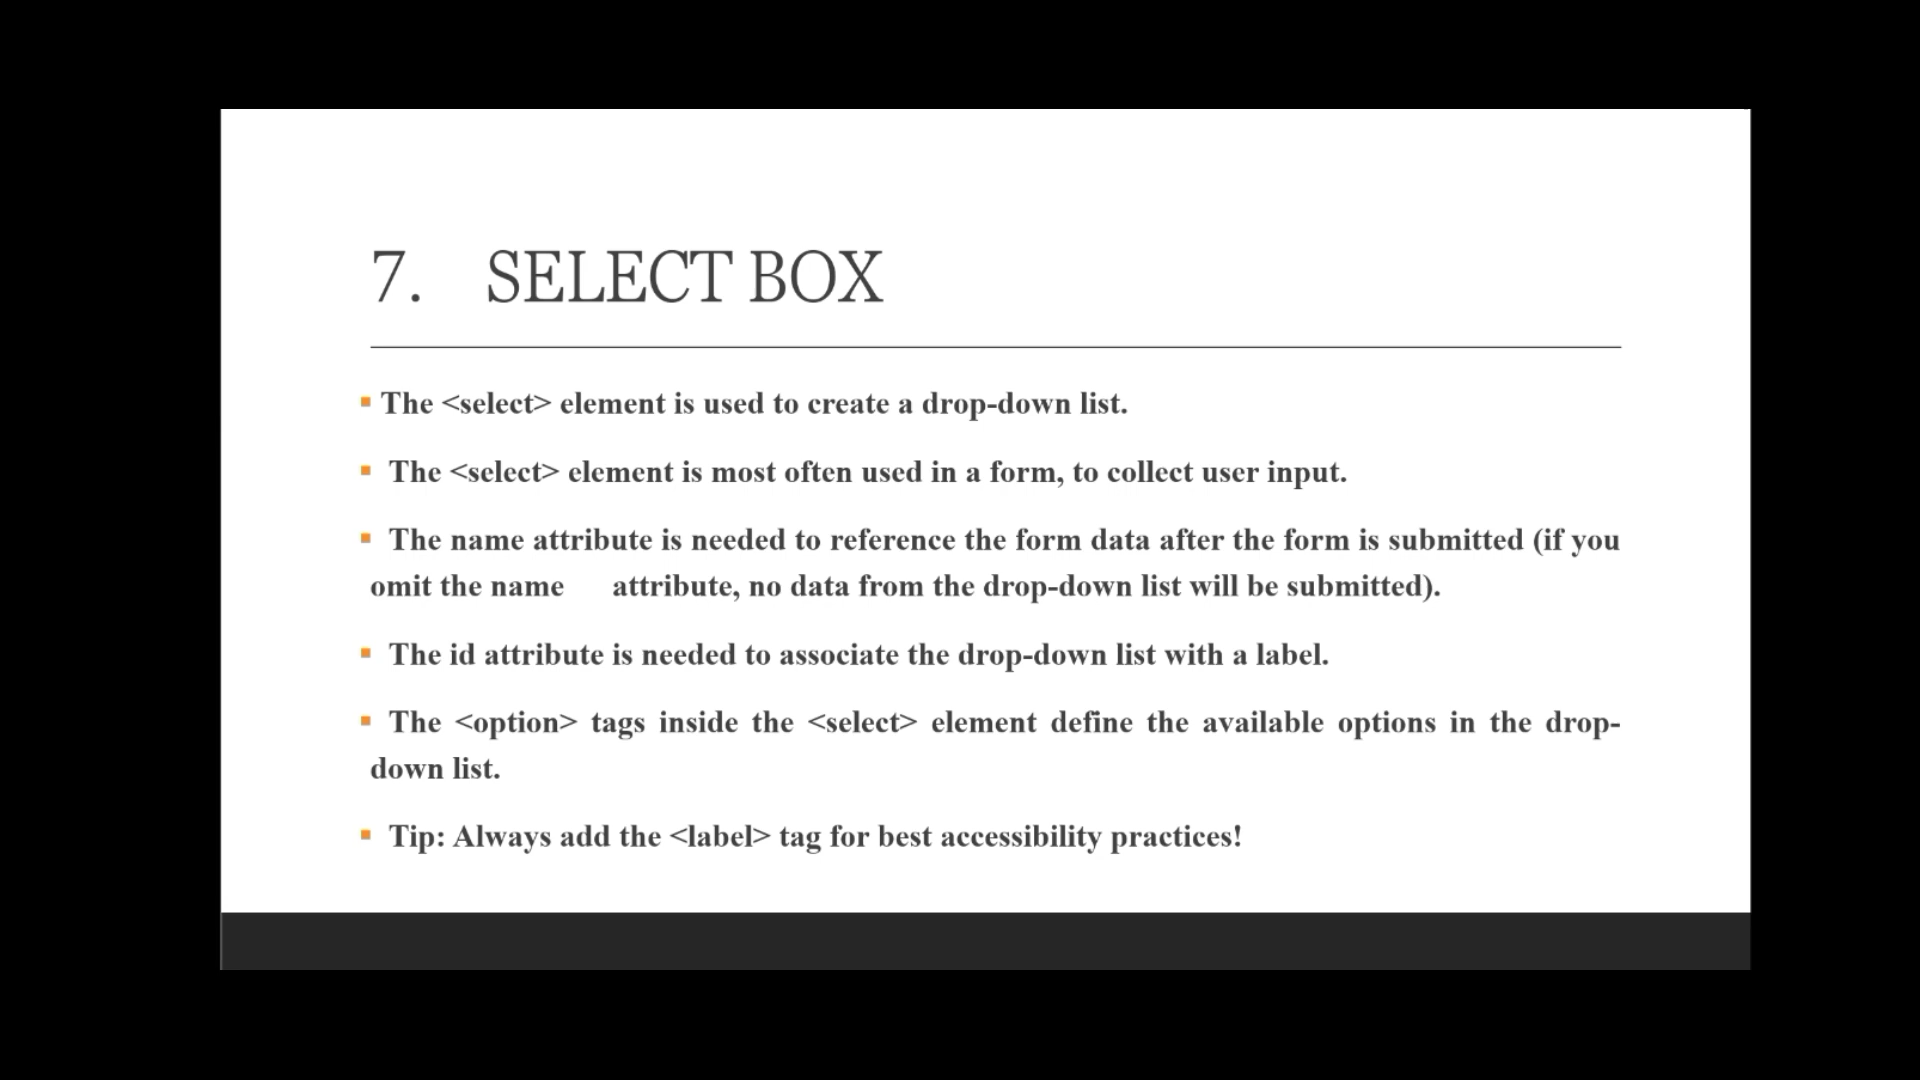 7. SELECT BOX
▪ The <select> element is used to create a drop-down list.
▪ The <select> element is most often used in a form, to collect user input.
▪ The name attribute is needed to reference the form data after the form is submitted (if you
omit the name attribute, no data from the drop-down list will be submitted).
▪ The id attribute is needed to associate the drop-down list with a label.
▪ The <option> tags inside the <select> element define the available options in the drop-
down list.
▪ Tip: Always add the <label> tag for best accessibility practices!